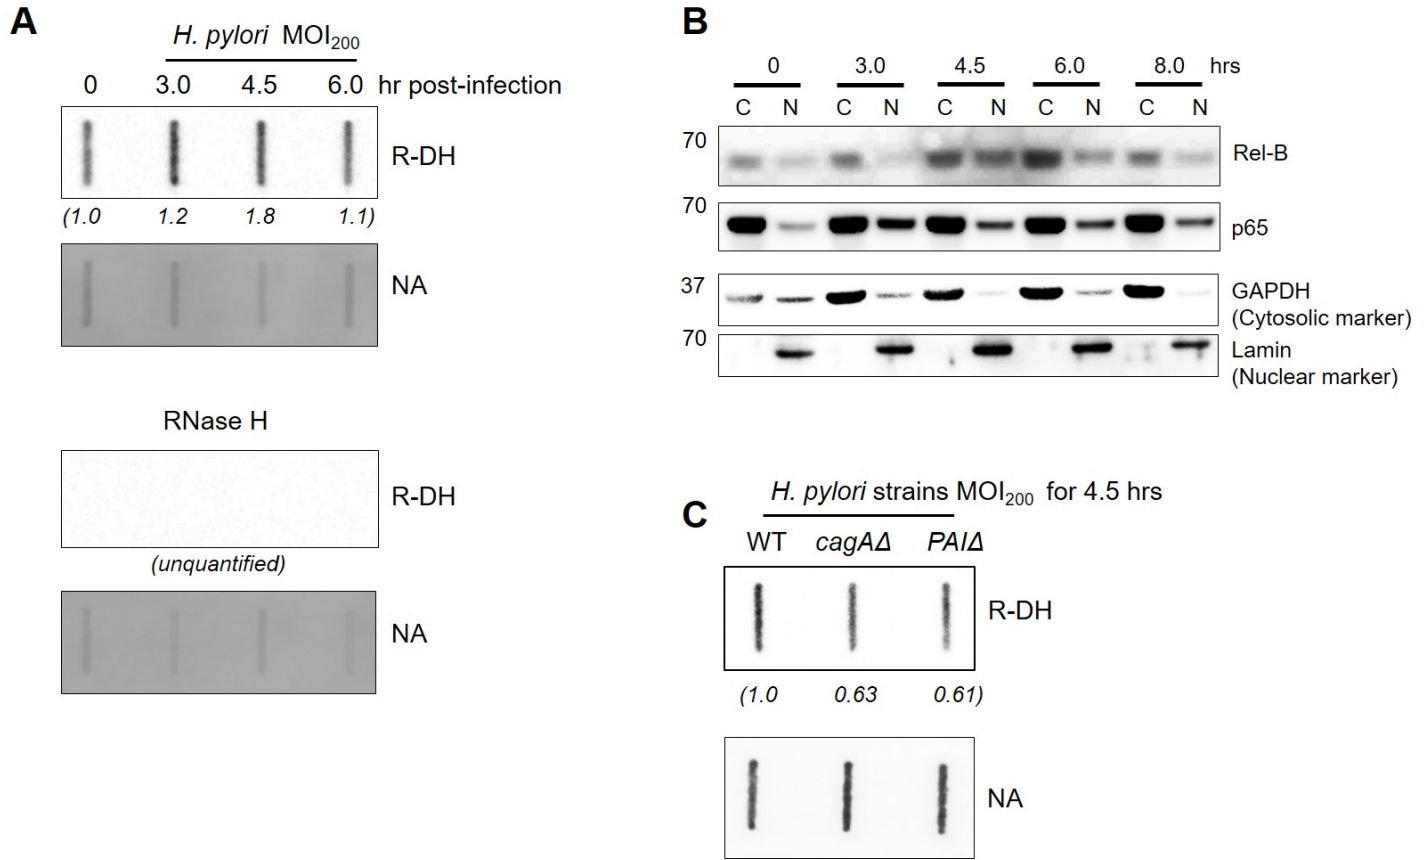 A
H. pylori MOI200
0 3.0 4.5 6.0 hr post-infection
R-DH
(1.0 1.2 1.8 1.1)
NA
RNase H
R-DH
(unquantified)
NA
B
0 3.0 4.5 6.0 8.0 hrs
C N C N C N C N C N
70 Rel-B
70 p65
37 GAPDH
(Cytosolic marker)
70 Lamin
(Nuclear marker)
C
H. pylori strains MOI200 for 4.5 hrs
WT cagAΔ PAIΔ
R-DH
(1.0 0.63 0.61)
NA